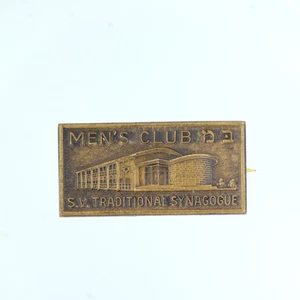 MEN'S CLUB
S.V. TRADITIONAL SYNAGOGUE